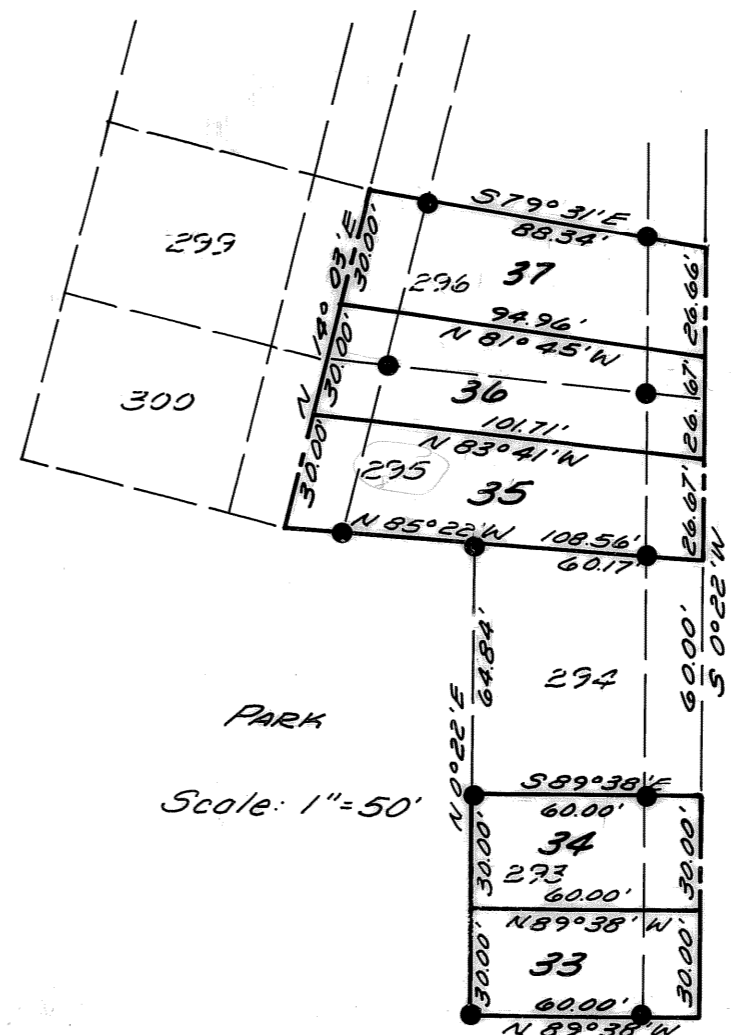 S 79° 31' E
88.34'
299
N 14° 03' E
30.00'
296
37
26.66'
94.96'
N 81° 45' W
30.00'
300
36
26.67'
101.71'
N 83° 41' W
30.00'
295
35
26.67'
N 85° 22' W
108.56'
60.17'
S 0° 22' W
60.00'
64.84'
294
N 0° 22' E
PARK
Scale: 1"=50'
S 89° 38' E
60.00'
30.00'
34
30.00'
293
60.00'
N 89° 38' W
30.00'
33
30.00'
60.00'
N 89° 38' W